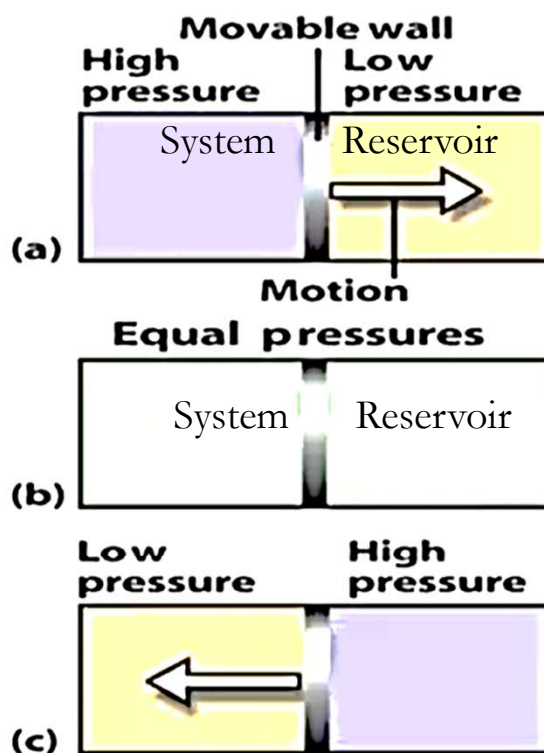 Movable wall
High pressure
Low pressure
System
Reservoir
(a)
Motion
Equal pressures
System
Reservoir
(b)
Low pressure
High pressure
(c)